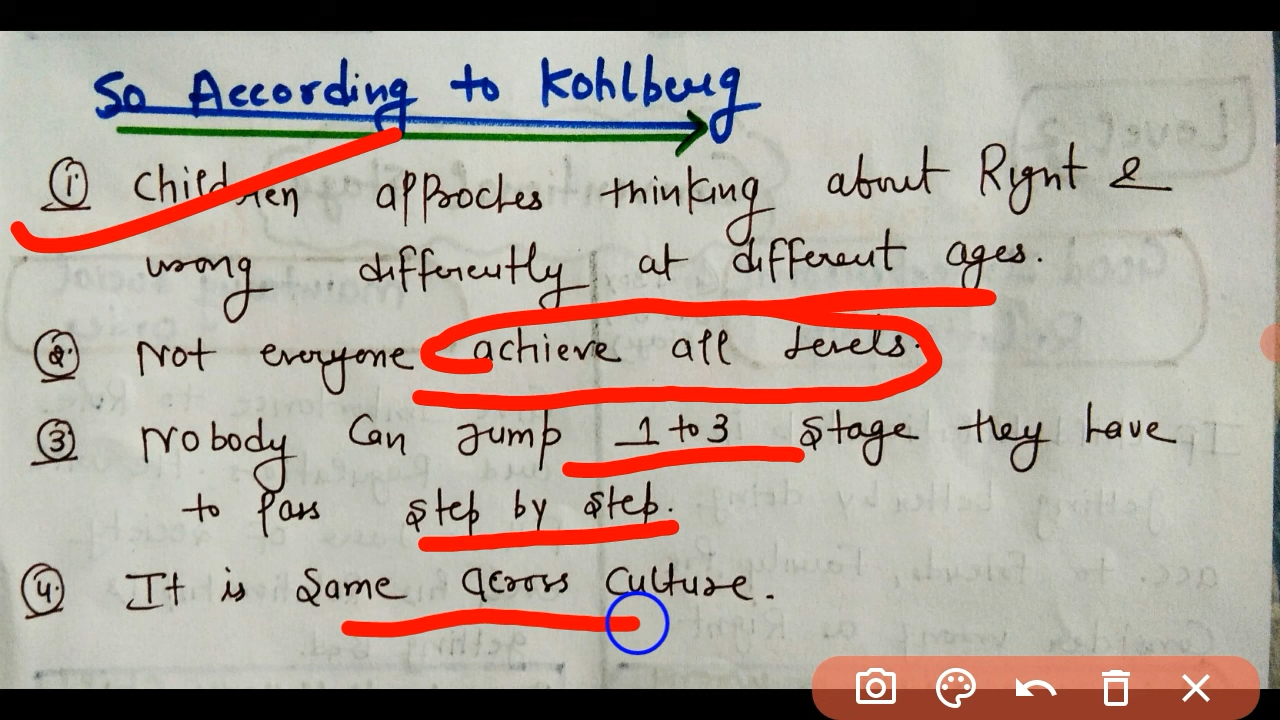 So According to Kohlberg
① Children approches thinking about Right &
wrong differently at different ages.
② Not everyone achieve all levels.
③ Nobody Can Jump 1 to 3 Stage they have
to Pass Step by Step.
④ It is Same across Culture.